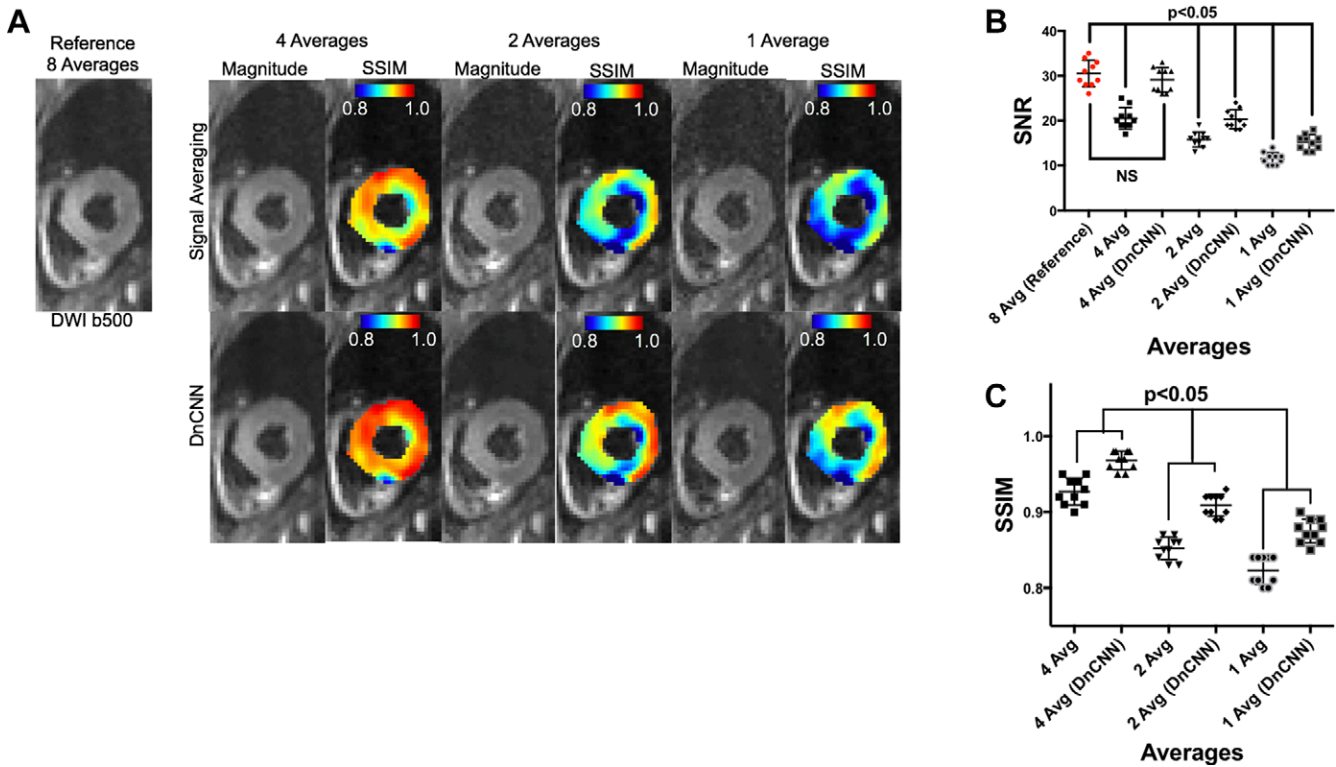 A
Reference
8 Averages
DWI b500
4 Averages
2 Averages
1 Average
Magnitude
SSIM
Magnitude
SSIM
Magnitude
SSIM
Signal Averaging
0.8
1.0
0.8
1.0
0.8
1.0
DnCNN
0.8
1.0
0.8
1.0
0.8
1.0
B
p<0.05
40
30
20
10
0
SNR
NS
8 Avg (Reference)
4 Avg
4 Avg (DnCNN)
2 Avg
2 Avg (DnCNN)
1 Avg
1 Avg (DnCNN)
Averages
C
p<0.05
1.0
0.9
0.8
SSIM
4 Avg
4 Avg (DnCNN)
2 Avg
2 Avg (DnCNN)
1 Avg
1 Avg (DnCNN)
Averages